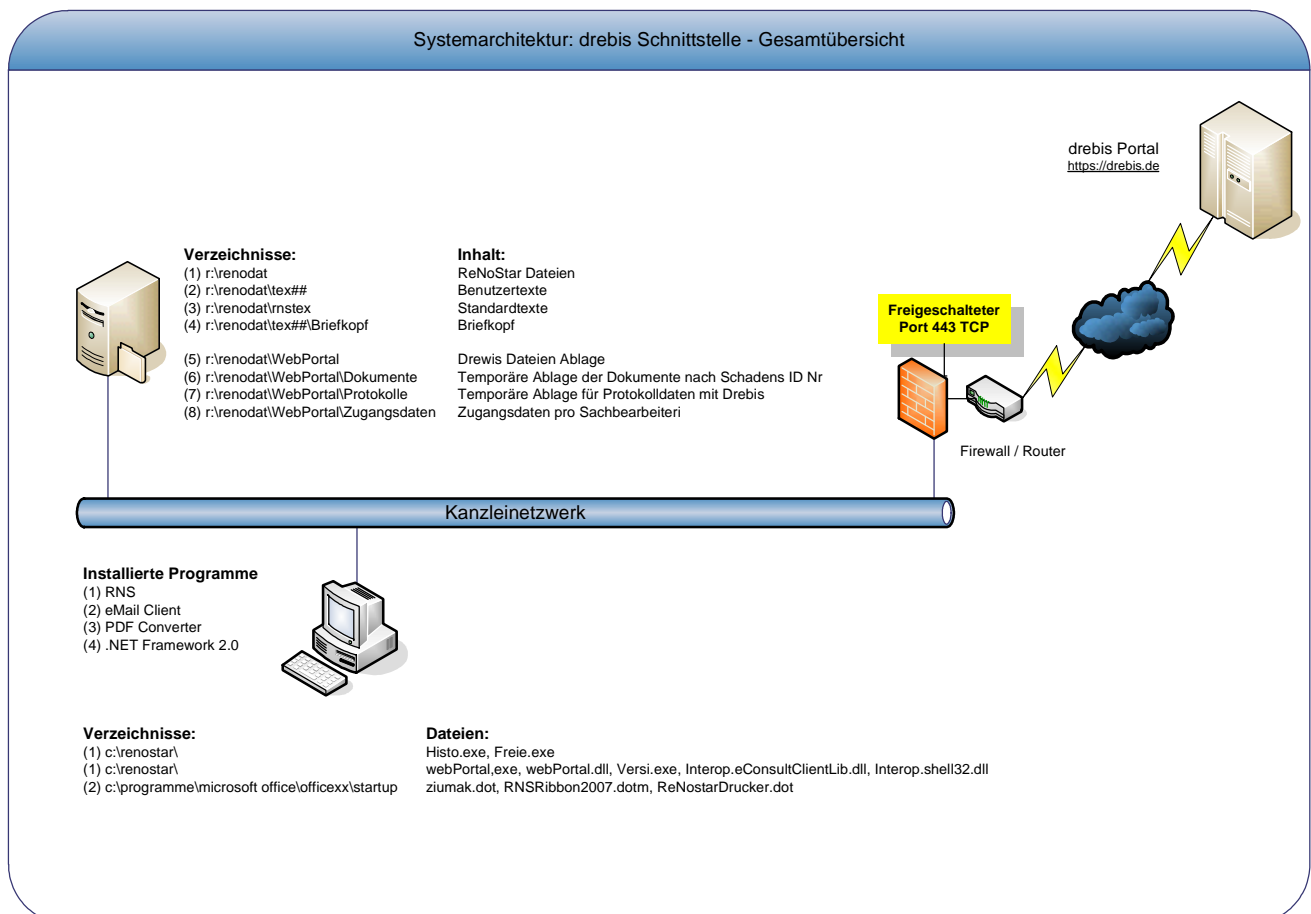 Systemarchitektur: drebis Schnittstelle - Gesamtübersicht
drebis Portal
https://drebis.de
Verzeichnisse: Inhalt:
(1) r:\renodat ReNoStar Dateien
(2) r:\renodat\tex## Benutzertexte
(3) r:\renodat\rnstex Standardtexte
(4) r:\renodat\tex##\Briefkopf Briefkopf
(5) r:\renodat\WebPortal Drewis Dateien Ablage
(6) r:\renodat\WebPortal\Dokumente Temporäre Ablage der Dokumente nach Schadens ID Nr
(7) r:\renodat\WebPortal\Protokolle Temporäre Ablage für Protokolldaten mit Drebis
(8) r:\renodat\WebPortal\Zugangsdaten Zugangsdaten pro Sachbearbeiteri
Freigeschalteter
Port 443 TCP
Firewall / Router
Kanzleinetzwerk
Installierte Programme
(1) RNS
(2) eMail Client
(3) PDF Converter
(4) .NET Framework 2.0
Verzeichnisse: Dateien:
(1) c:\renostar\ Histo.exe, Freie.exe
(1) c:\renostar\ webPortal,exe, webPortal.dll, Versi.exe, Interop.eConsultClientLib.dll, Interop.shell32.dll
(2) c:\programme\microsoft office\officexx\startup ziumak.dot, RNSRibbon2007.dotm, ReNostarDrucker.dot